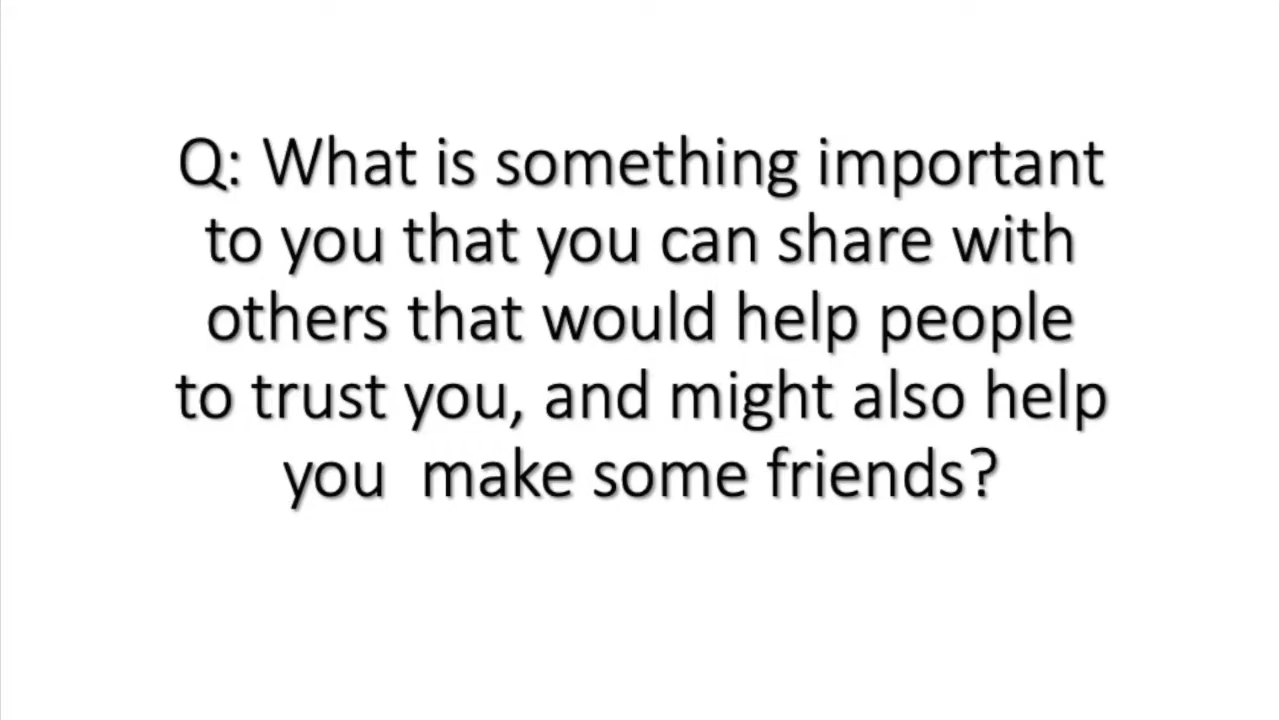 Q: What is something important
to you that you can share with
others that would help people
to trust you, and might also help
you  make some friends?